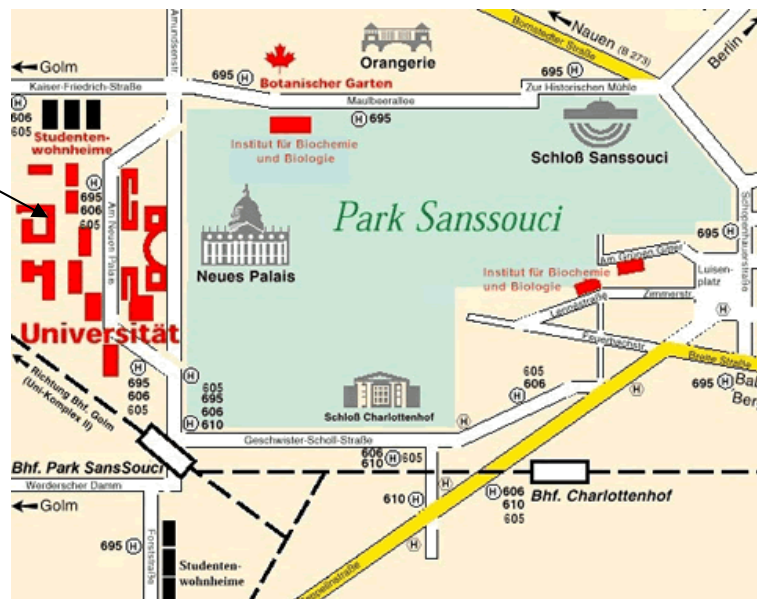 Amundsenstr.
Golm
Kaiser-Friedrich-Straße
H
606
605
Studenten-
wohnheime
695 H
Botanischer Garten
Orangerie
Maulbeerallee
H 695
Institut für Biochemie
und Biologie
Bornstedter Straße
Nauen (B 273)
Berlin
695 H
Zur Historischen Mühle
Schloß Sanssouci
H
695
606
605
Am Neuen Palais
Neues Palais
Park Sanssouci
Schopenhauerstraße
695 H
Am Grünen Gitter
Institut für Biochemie
und Biologie
Luisen-
platz
Lennéstraße
Zimmerstr.
Feuerbachstr.
H
Breite Straße
695 H
Universität
Richtung Bhf. Golm
(Uni-Komplex II)
H
695
606
605
H
605
695
606
H 610
Schloß Charlottenhof
605
606 H
H
H
Geschwister-Scholl-Straße
606
610 H 605
Bhf. Park SansSouci
Werderscher Damm
Golm
610 H
H 606
610
605
Bhf. Charlottenhof
H
695 H
Forststraße
Studenten-
wohnheime